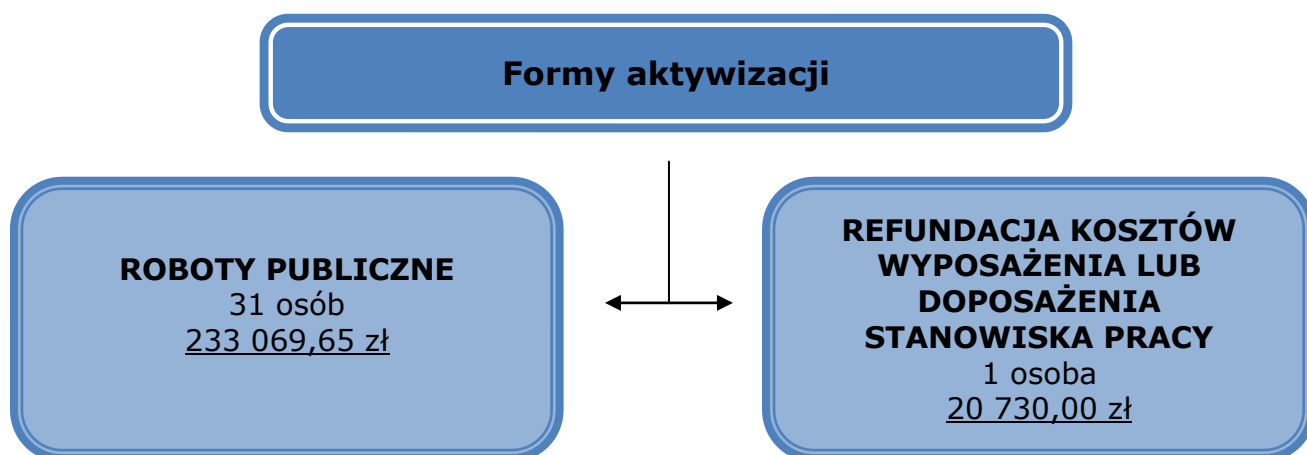 Formy aktywizacji
ROBOTY PUBLICZNE
31 osób
233 069,65 zł
REFUNDACJA KOSZTÓW
WYPOSAŻENIA LUB
DOPOSAŻENIA
STANOWISKA PRACY
1 osoba
20 730,00 zł